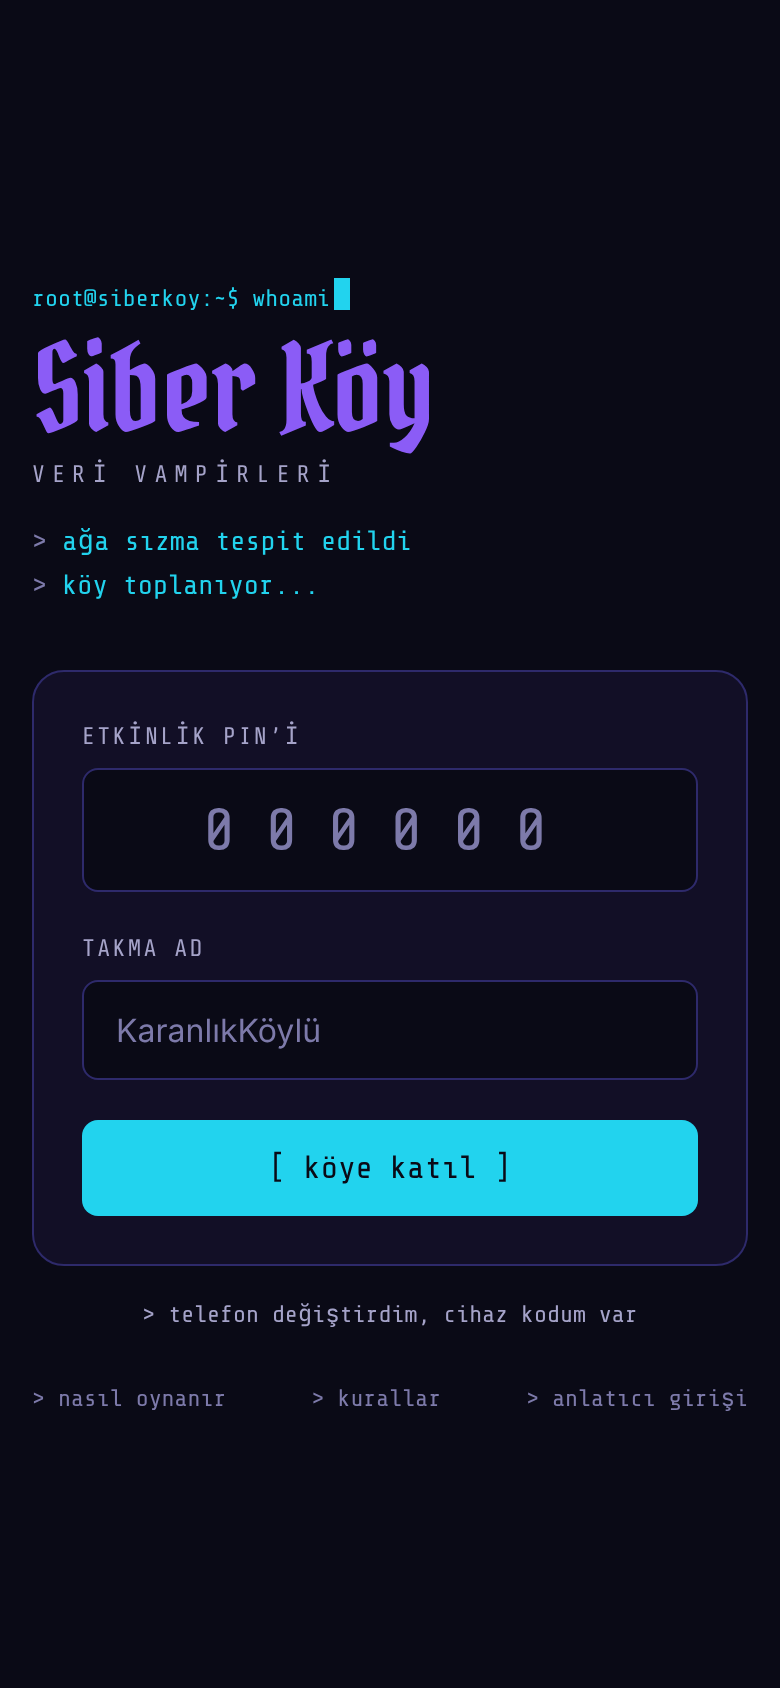 root@siberkoy:~$ whoami
Siber Köy
VERİ VAMPİRLERİ
> ağa sızma tespit edildi
> köy toplanıyor...
ETKİNLİK PIN'İ
0 0 0 0 0 0
TAKMA AD
KaranlıkKöylü
[ köye katıl ]
> telefon değiştirdim, cihaz kodum var
> nasıl oynanır > kurallar > anlatıcı girişi